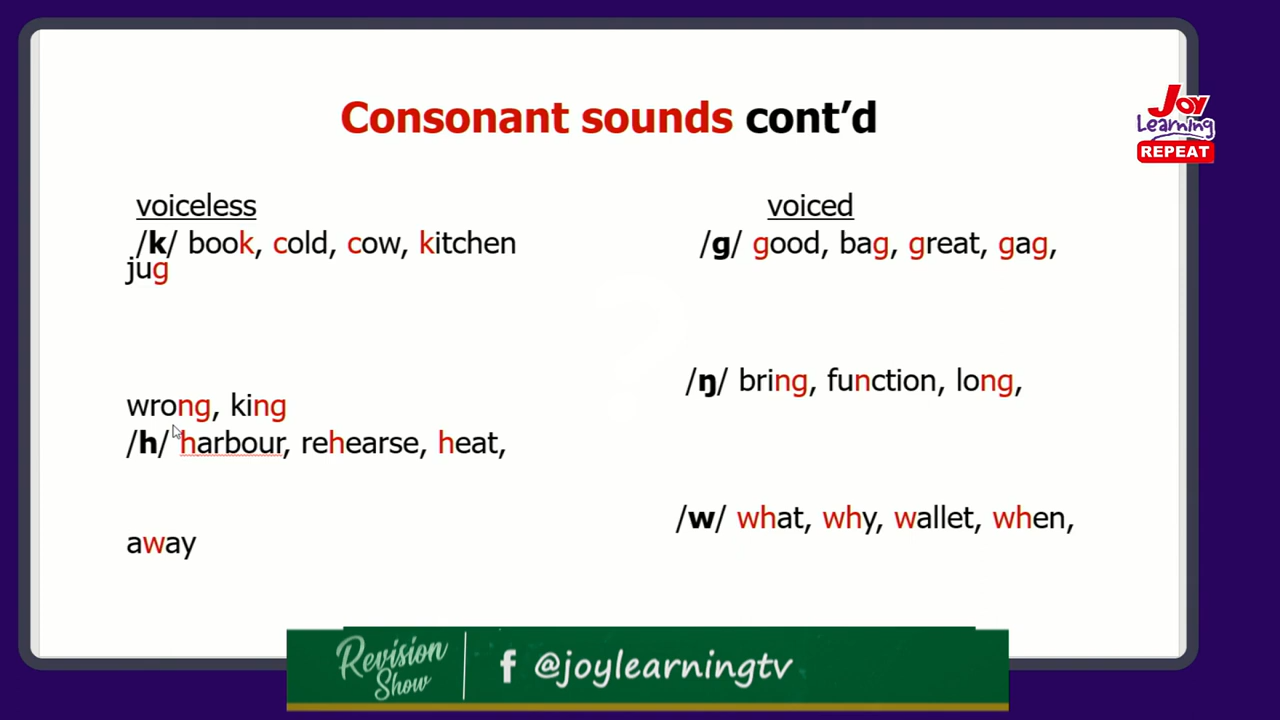 Consonant sounds cont’d
Joy
Learning
REPEAT
voiceless voiced
/k/ book, cold, cow, kitchen /g/ good, bag, great, gag,
jug
/ŋ/ bring, function, long,
wrong, king
/h/ harbour, rehearse, heat,
/w/ what, why, wallet, when,
away
Revision
Show
f @joylearningtv